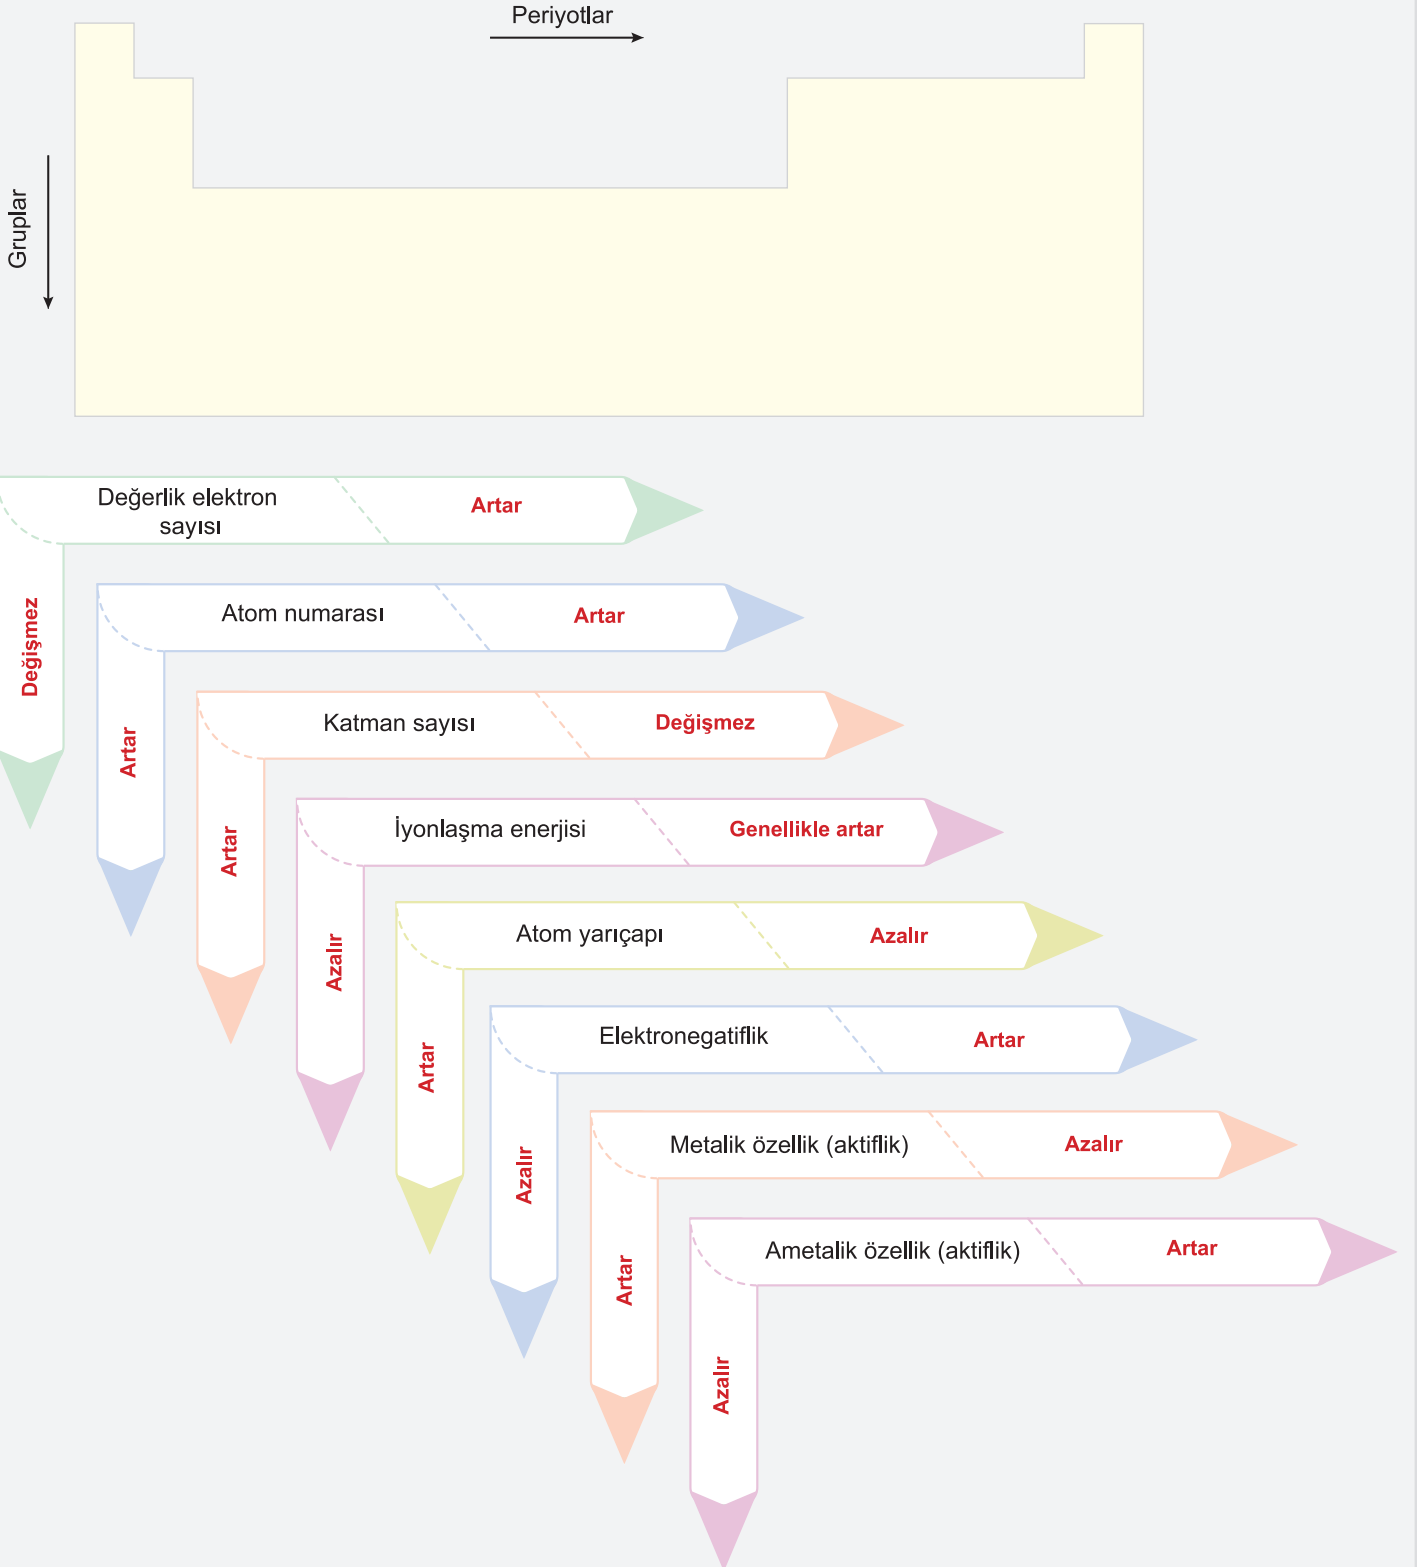 Periyotlar
Gruplar
Değerlik elektron
sayısı
Artar
Değişmez
Atom numarası
Artar
Artar
Katman sayısı
Değişmez
Artar
İyonlaşma enerjisi
Genellikle artar
Azalır
Atom yarıçapı
Azalır
Artar
Elektronegatiflik
Artar
Azalır
Metalik özellik (aktiflik)
Azalır
Artar
Ametalik özellik (aktiflik)
Artar
Azalır